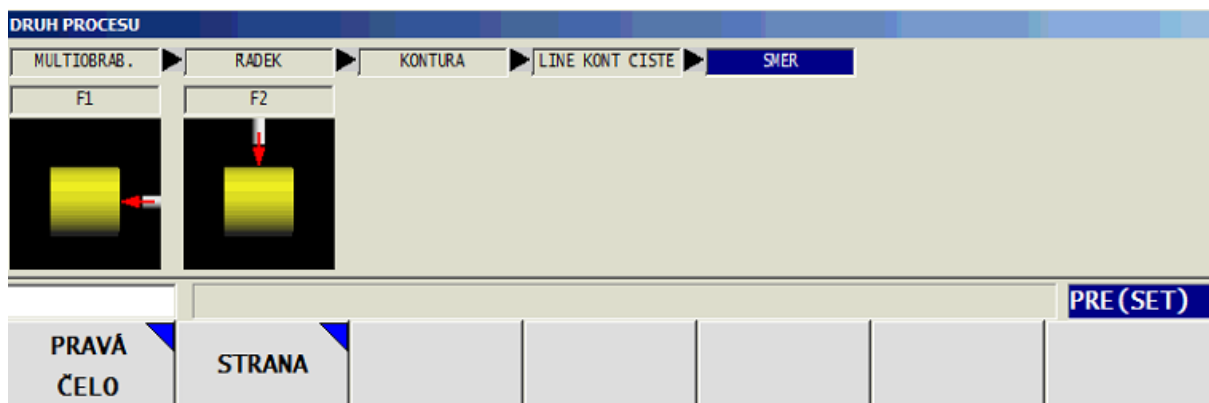 DRUH PROCESU
MULTIOBRAB. RADEK KONTURA LINE KONT CISTE SMER
F1 F2
PRE(SET)
PRAVÁ ČELO STRANA